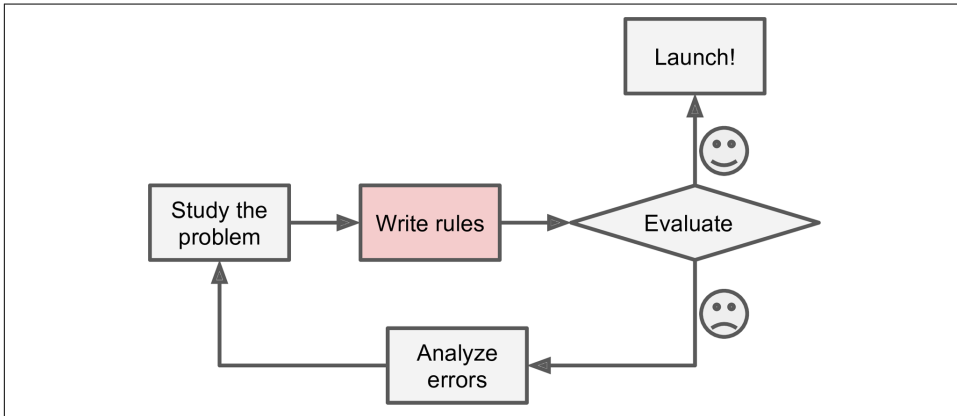 Launch!
Study the
problem
Write rules
Evaluate
Analyze
errors